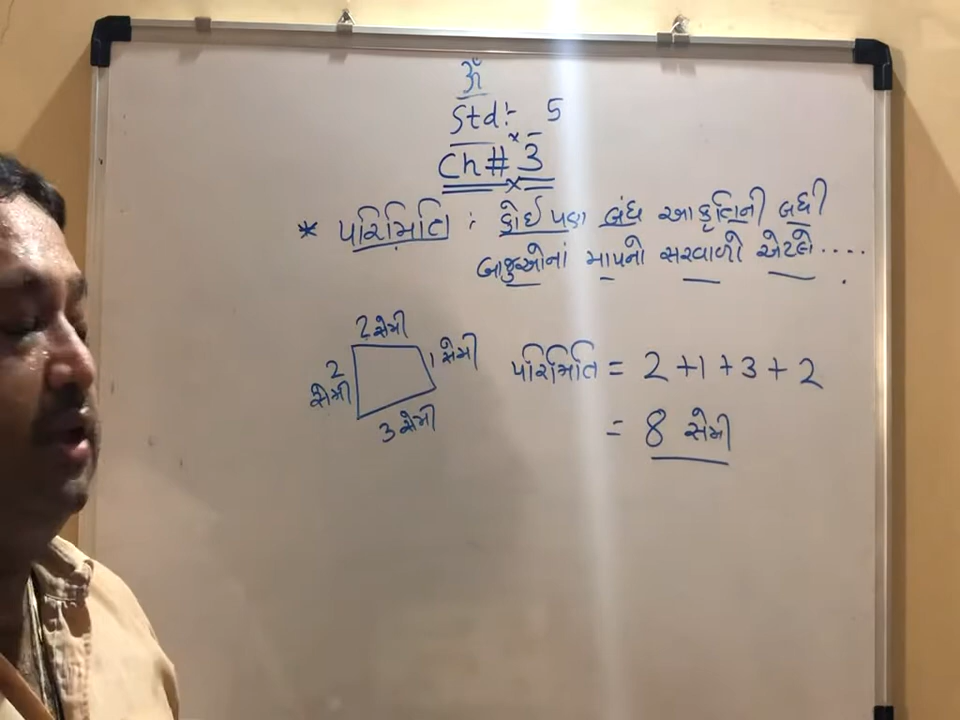 ૐ
Std:- 5
Ch # 3
* પરિમિતિ : કોઈપણ બંધ આકૃતિની બધી
બાજુઓનાં માપનો સરવાળો એટલે.....
2 સેમી
1 સેમી
2
સેમી
3 સેમી
પરિમિતિ = 2 + 1 + 3 + 2
= 8 સેમી